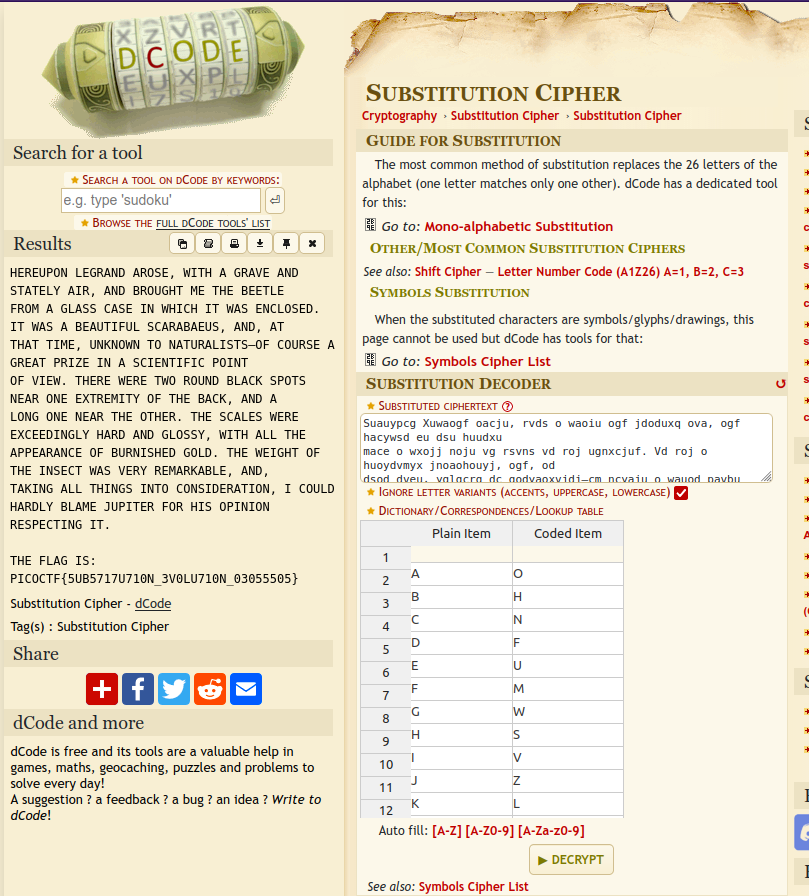 X Z V R T
D C O D E
E U X P L
Search for a tool
★ Search a tool on dCode by keywords:
e.g. type 'sudoku'
★ Browse the full dCode tools' list
Results
HEREUPON LEGRAND AROSE, WITH A GRAVE AND
STATELY AIR, AND BROUGHT ME THE BEETLE
FROM A GLASS CASE IN WHICH IT WAS ENCLOSED.
IT WAS A BEAUTIFUL SCARABAEUS, AND, AT
THAT TIME, UNKNOWN TO NATURALISTS—OF COURSE A
GREAT PRIZE IN A SCIENTIFIC POINT
OF VIEW. THERE WERE TWO ROUND BLACK SPOTS
NEAR ONE EXTREMITY OF THE BACK, AND A
LONG ONE NEAR THE OTHER. THE SCALES WERE
EXCEEDINGLY HARD AND GLOSSY, WITH ALL THE
APPEARANCE OF BURNISHED GOLD. THE WEIGHT OF
THE INSECT WAS VERY REMARKABLE, AND,
TAKING ALL THINGS INTO CONSIDERATION, I COULD
HARDLY BLAME JUPITER FOR HIS OPINION
RESPECTING IT.
THE FLAG IS:
PICOCTF{5UB5717U710N_3V0LU710N_03055505}
Substitution Cipher - dCode
Tag(s) : Substitution Cipher
Share
dCode and more
dCode is free and its tools are a valuable help in
games, maths, geocaching, puzzles and problems to
solve every day!
A suggestion ? a feedback ? a bug ? an idea ? Write to
dCode!
Substitution Cipher
Cryptography › Substitution Cipher › Substitution Cipher
Guide for Substitution
The most common method of substitution replaces the 26 letters of the
alphabet (one letter matches only one other). dCode has a dedicated tool
for this:
Go to: Mono-alphabetic Substitution
Other/Most Common Substitution Ciphers
See also: Shift Cipher — Letter Number Code (A1Z26) A=1, B=2, C=3
Symbols Substitution
When the substituted characters are symbols/glyphs/drawings, this
page cannot be used but dCode has tools for that:
Go to: Symbols Cipher List
Substitution Decoder
★ Substituted ciphertext ?
Suauypcg Xuwaogf oacju, rvds o waoiu ogf jdoduxq ova, ogf
hacywsd eu dsu huudxu
mace o wxojj noju vg rsvns vd roj ugnxcjuf. Vd roj o
huoydvmyx jnoaohouyj, ogf, od
★ Ignore letter variants (accents, uppercase, lowercase)
★ Dictionary/Correspondences/Lookup table
Plain Item Coded Item
1
2 A O
3 B H
4 C N
5 D F
6 E U
7 F M
8 G W
9 H S
10 I V
11 J Z
12 K L
Auto fill: [A-Z] [A-Z0-9] [A-Za-z0-9]
▶ DECRYPT
See also: Symbols Cipher List